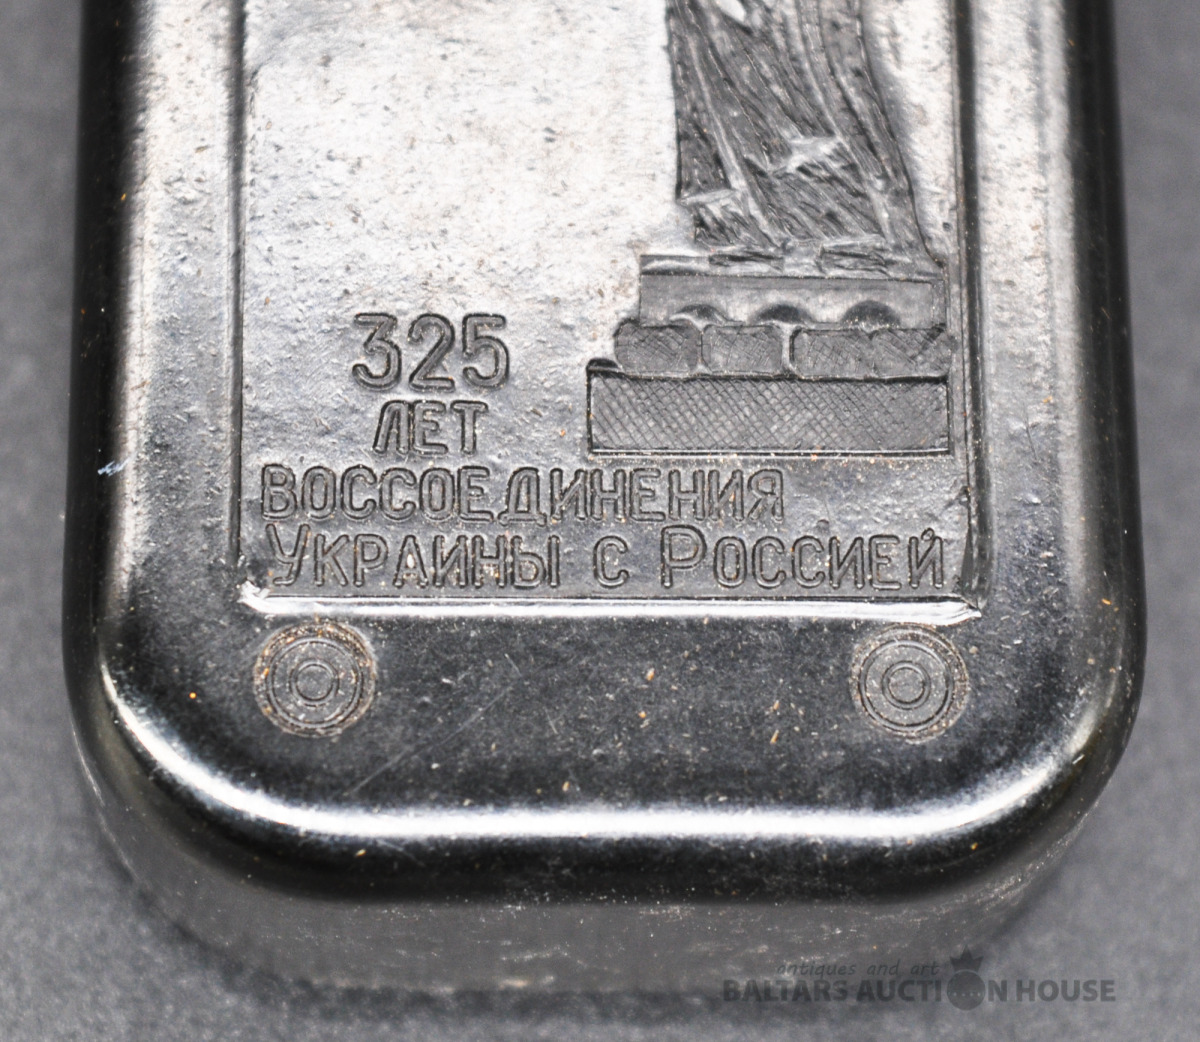 325
ЛЕТ
ВОССОЕДИНЕНИЯ
УКРАИНЫ С РОССИЕЙ
antiques and art
BALTARS AUCTION HOUSE